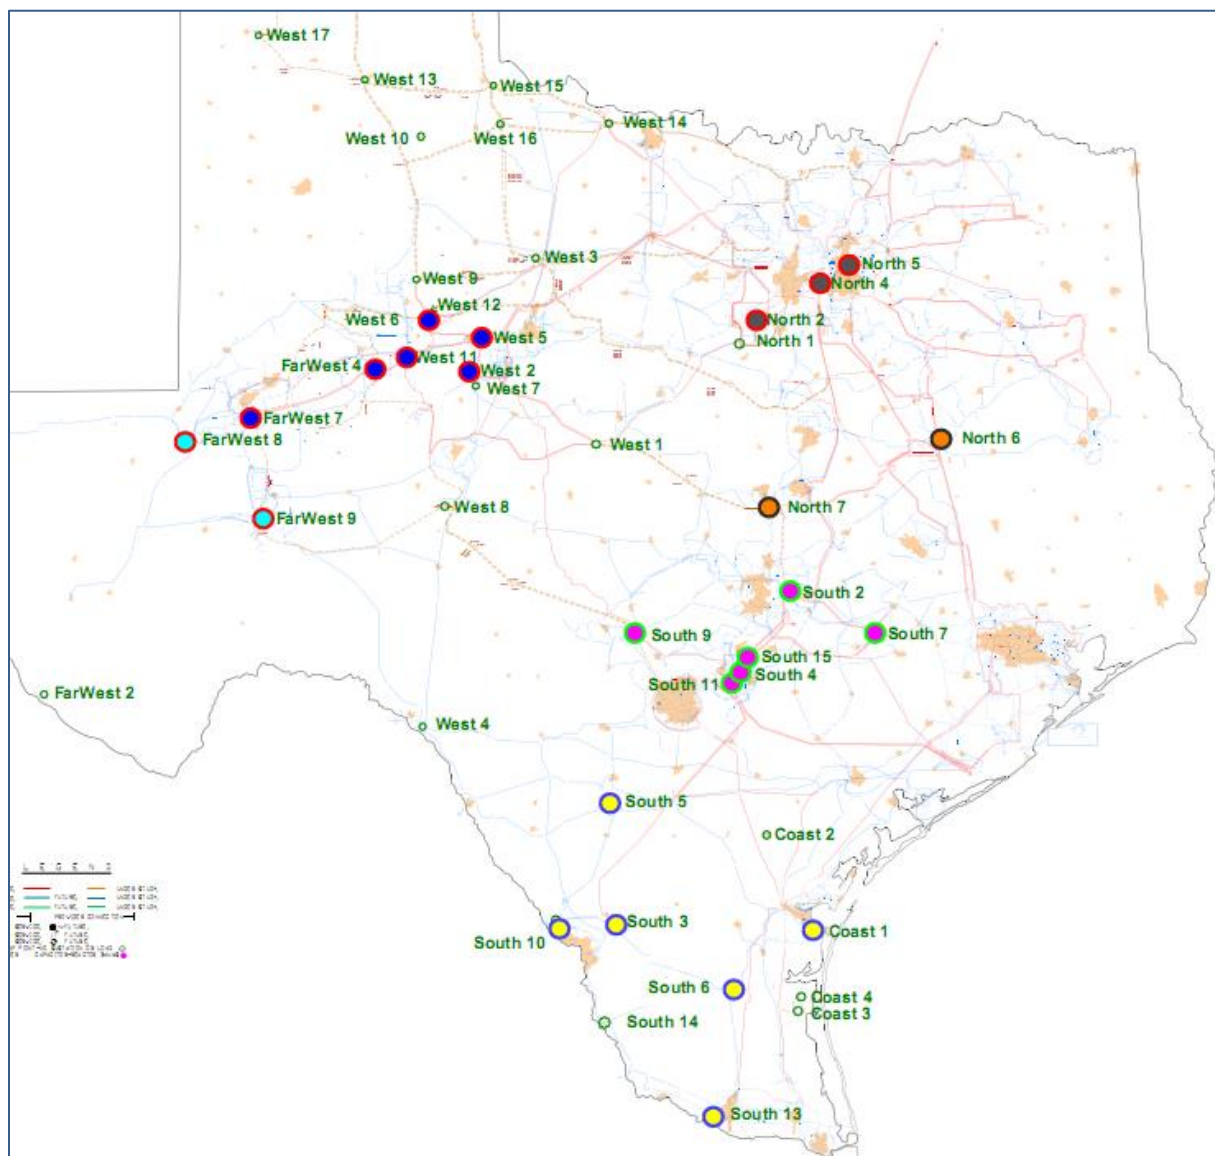 West 17
West 13
West 15
West 10
West 16
West 14
West 3
North 5
North 4
West 9
West 12
West 6
North 2
West 5
North 1
West 11
FarWest 4
West 2
West 7
FarWest 7
FarWest 8
West 1
North 6
West 8
North 7
FarWest 9
South 2
South 9
South 7
South 15
South 4
South 11
FarWest 2
West 4
South 5
Coast 2
South 3
South 10
Coast 1
South 6
Coast 4
Coast 3
South 14
South 13